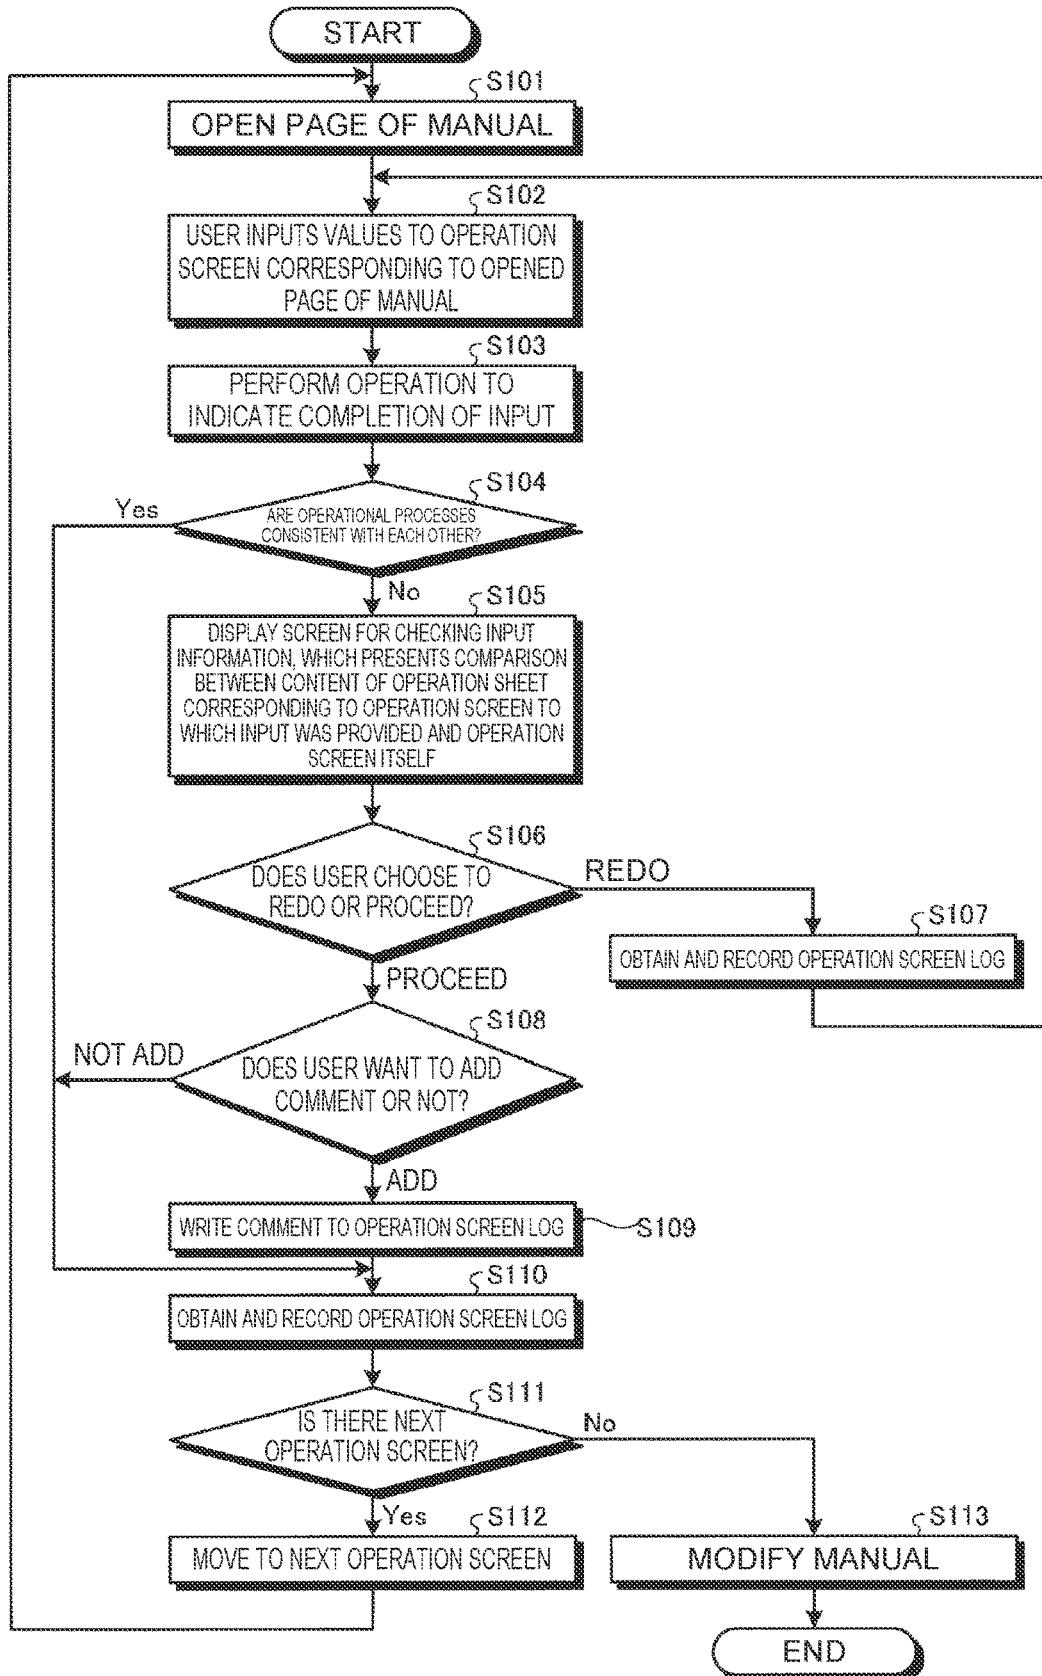 START
S101
OPEN PAGE OF MANUAL
S102
USER INPUTS VALUES TO OPERATION
SCREEN CORRESPONDING TO OPENED
PAGE OF MANUAL
S103
PERFORM OPERATION TO
INDICATE COMPLETION OF INPUT
S104
Yes
ARE OPERATIONAL PROCESSES
CONSISTENT WITH EACH OTHER?
No
S105
DISPLAY SCREEN FOR CHECKING INPUT
INFORMATION, WHICH PRESENTS COMPARISON
BETWEEN CONTENT OF OPERATION SHEET
CORRESPONDING TO OPERATION SCREEN TO
WHICH INPUT WAS PROVIDED AND OPERATION
SCREEN ITSELF
S106
DOES USER CHOOSE TO
REDO OR PROCEED?
REDO
S107
OBTAIN AND RECORD OPERATION SCREEN LOG
PROCEED
S108
NOT ADD
DOES USER WANT TO ADD
COMMENT OR NOT?
ADD
WRITE COMMENT TO OPERATION SCREEN LOG
S109
S110
OBTAIN AND RECORD OPERATION SCREEN LOG
S111
IS THERE NEXT
OPERATION SCREEN?
No
Yes
S112
MOVE TO NEXT OPERATION SCREEN
S113
MODIFY MANUAL
END